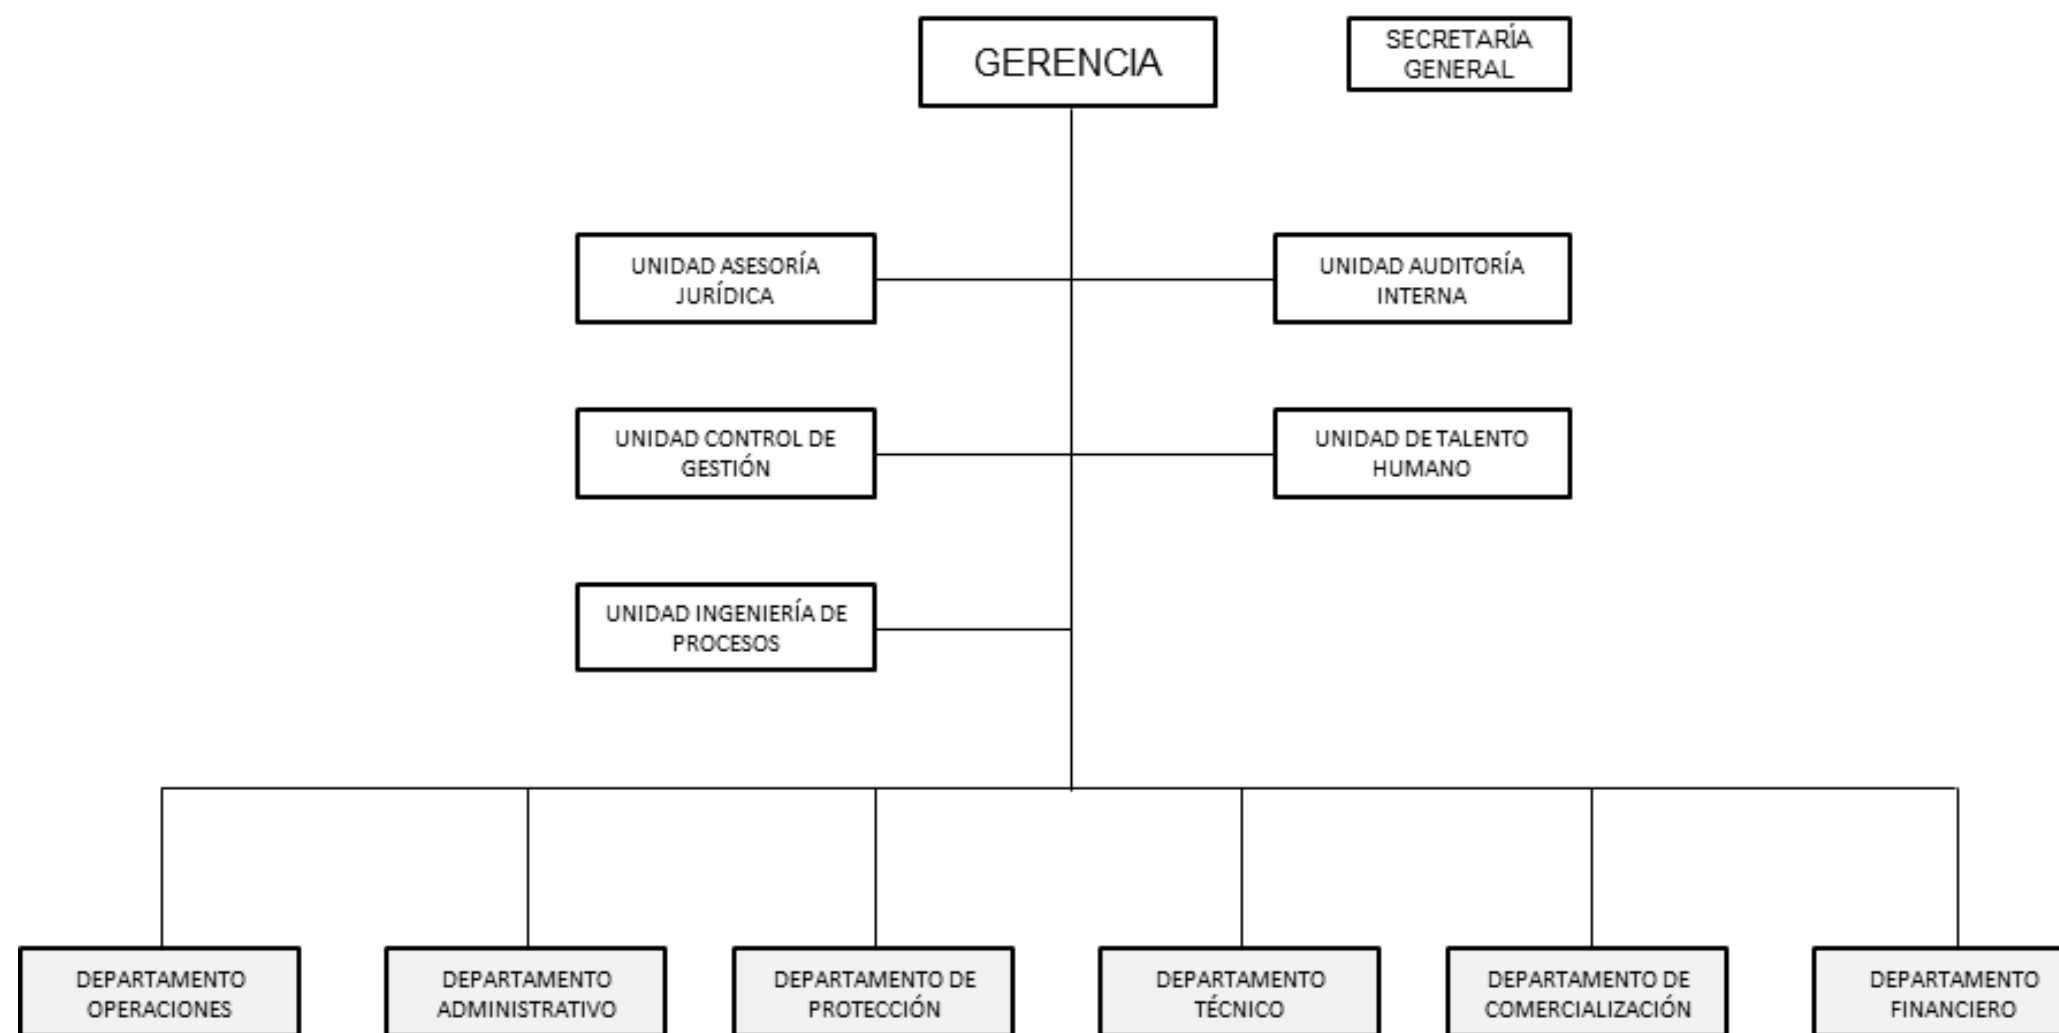 GERENCIA
SECRETARÍA
GENERAL
UNIDAD ASESORÍA
JURÍDICA
UNIDAD AUDITORÍA
INTERNA
UNIDAD CONTROL DE
GESTIÓN
UNIDAD DE TALENTO
HUMANO
UNIDAD INGENIERÍA DE
PROCESOS
DEPARTAMENTO
OPERACIONES
DEPARTAMENTO
ADMINISTRATIVO
DEPARTAMENTO DE
PROTECCIÓN
DEPARTAMENTO
TÉCNICO
DEPARTAMENTO DE
COMERCIALIZACIÓN
DEPARTAMENTO
FINANCIERO